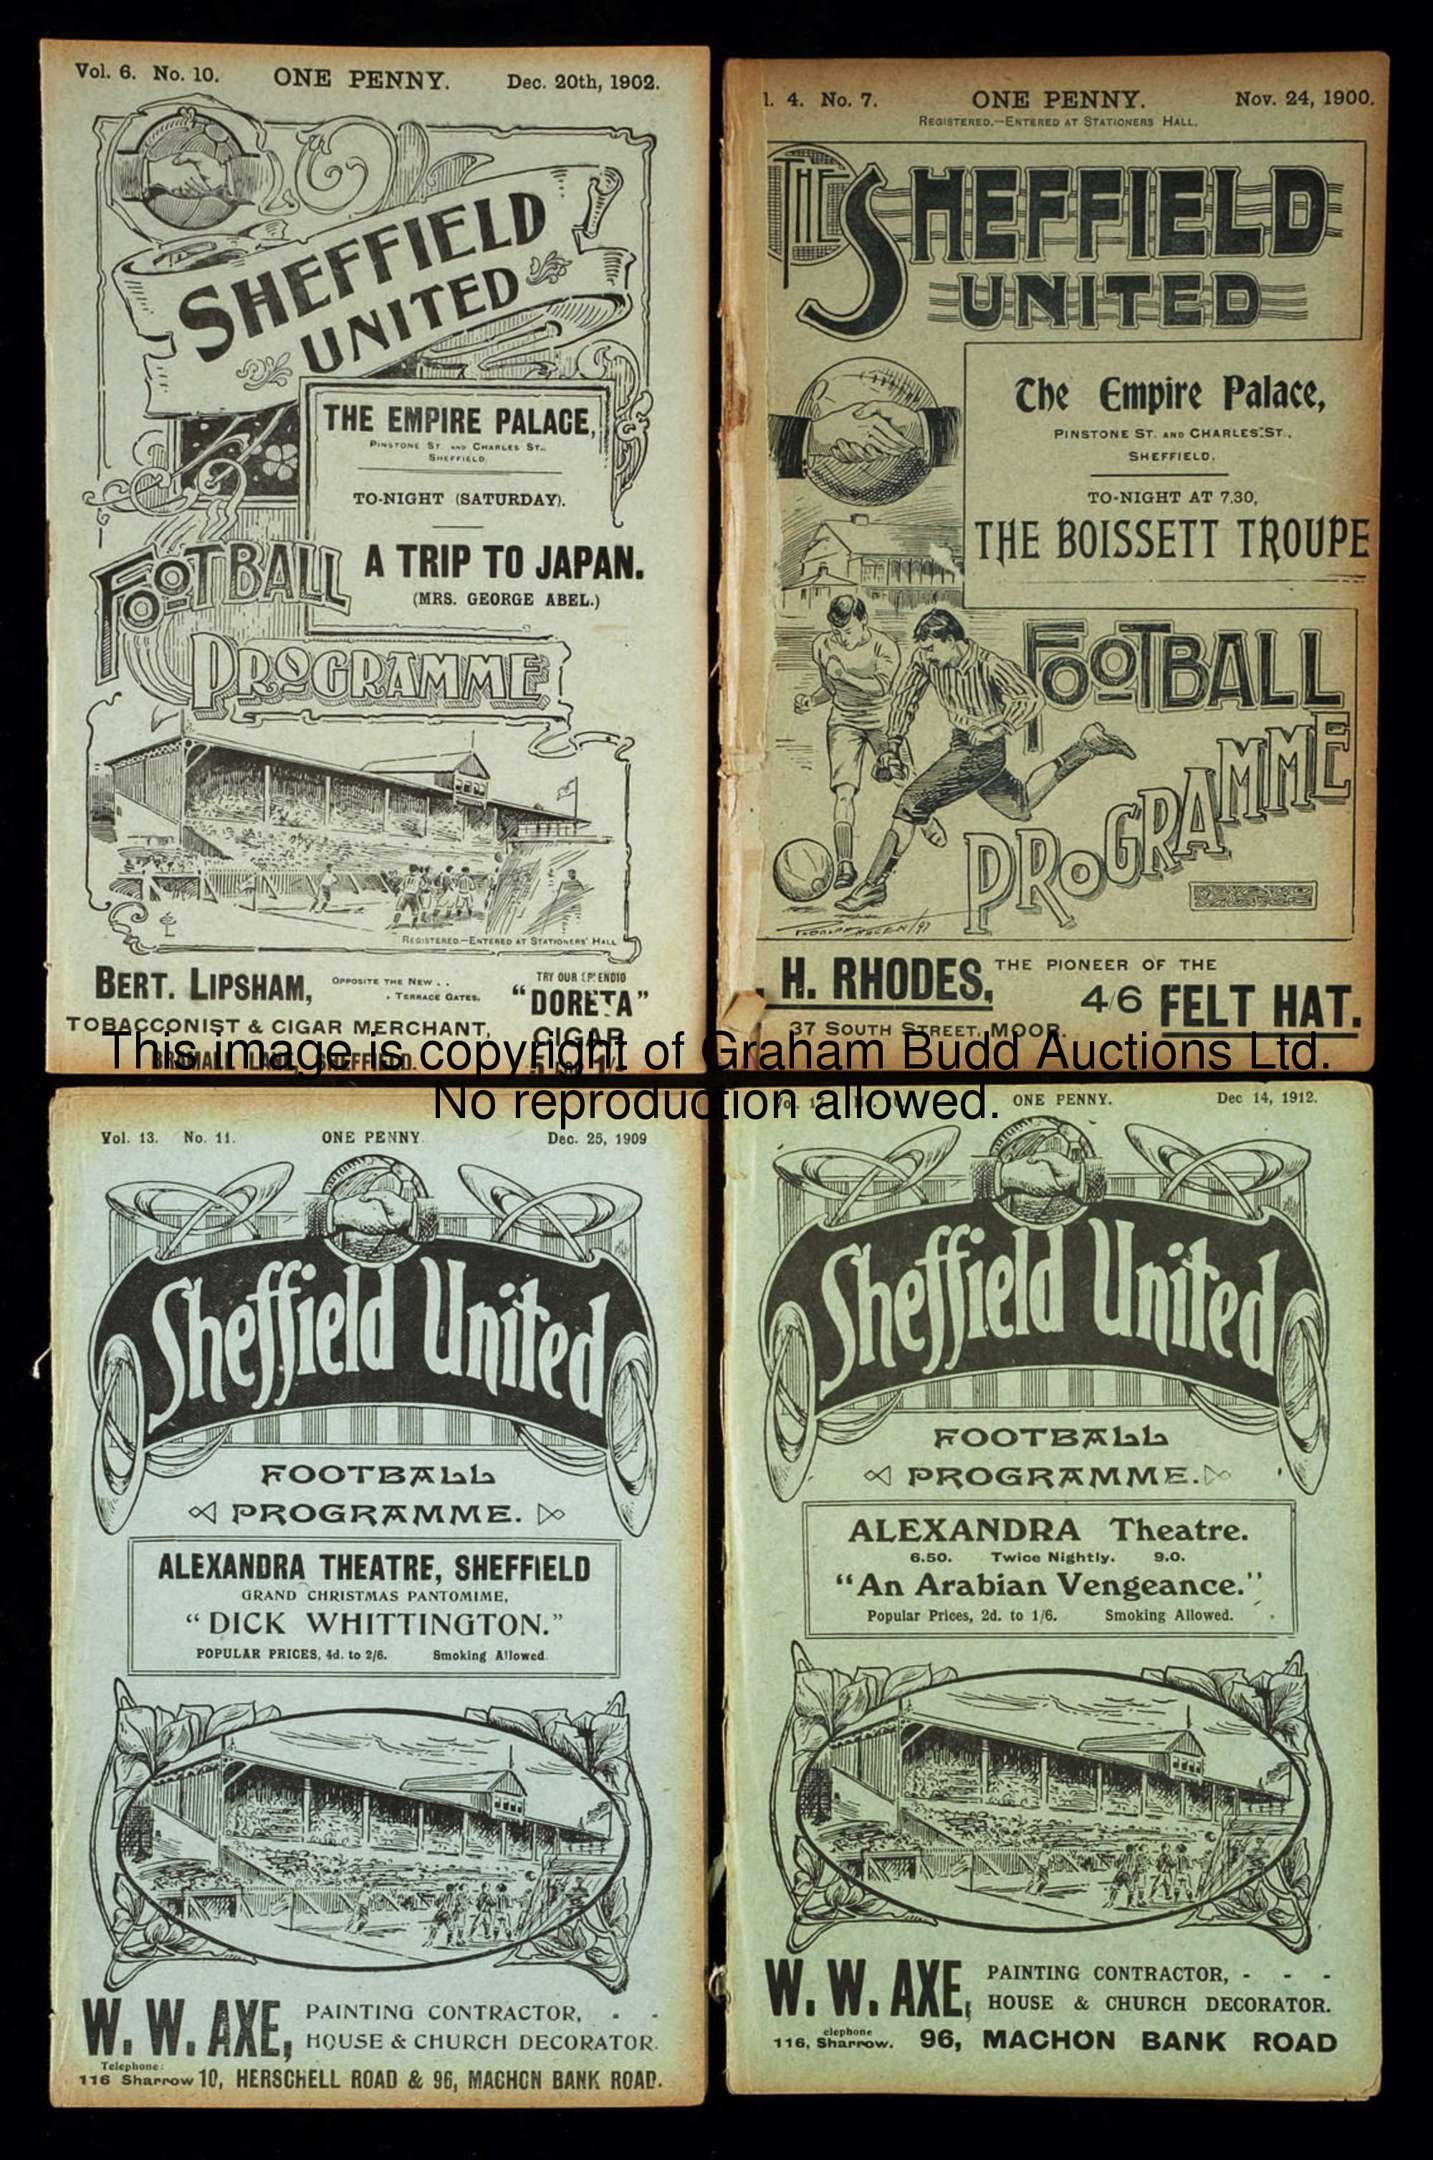 Vol. 6. No. 10. ONE PENNY. Dec. 20th, 1902.
SHEFFIELD
UNITED
THE EMPIRE PALACE,
PINSTONE ST. AND CHARLES ST.,
SHEFFIELD.
TO-NIGHT (SATURDAY).
A TRIP TO JAPAN.
(MRS. GEORGE ABEL.)
FOOTBALL
PROGRAMME
REGISTERED.—ENTERED AT STATIONERS' HALL
BERT. LIPSHAM,
OPPOSITE THE NEW . .
. TERRACE GATES.
TOBACCONIST & CIGAR MERCHANT,
BRAMALL LANE, SHEFFIELD.
TRY OUR SPLENDID
"DORETA"
CIGAR
l. 4. No. 7. ONE PENNY. Nov. 24, 1900.
REGISTERED.—ENTERED AT STATIONERS HALL.
THE SHEFFIELD
UNITED
The Empire Palace,
PINSTONE ST. AND CHARLES ST.,
SHEFFIELD.
TO-NIGHT AT 7.30,
THE BOISSETT TROUPE
FOOTBALL
PROGRAMME
H. RHODES,
THE PIONEER OF THE
4/6 FELT HAT.
37 SOUTH STREET, MOOR.
This image is copyright of Graham Budd Auctions Ltd.
No reproduction allowed.
Vol. 13. No. 11. ONE PENNY Dec. 25, 1909
Sheffield United
FOOTBALL
PROGRAMME.
ALEXANDRA THEATRE, SHEFFIELD
GRAND CHRISTMAS PANTOMIME,
"DICK WHITTINGTON."
POPULAR PRICES, 4d. to 2/6. Smoking Allowed.
W. W. AXE,
PAINTING CONTRACTOR, - -
HOUSE & CHURCH DECORATOR.
Telephone:
116 Sharrow 10, HERSCHELL ROAD & 96, MACHON BANK ROAD.
ONE PENNY. Dec 14, 1912.
Sheffield United
FOOTBALL
PROGRAMME.
ALEXANDRA Theatre.
6.50. Twice Nightly. 9.0.
"An Arabian Vengeance."
Popular Prices, 2d. to 1/6. Smoking Allowed.
W. W. AXE,
PAINTING CONTRACTOR, - - -
HOUSE & CHURCH DECORATOR.
elephone
116, Sharrow. 96, MACHON BANK ROAD